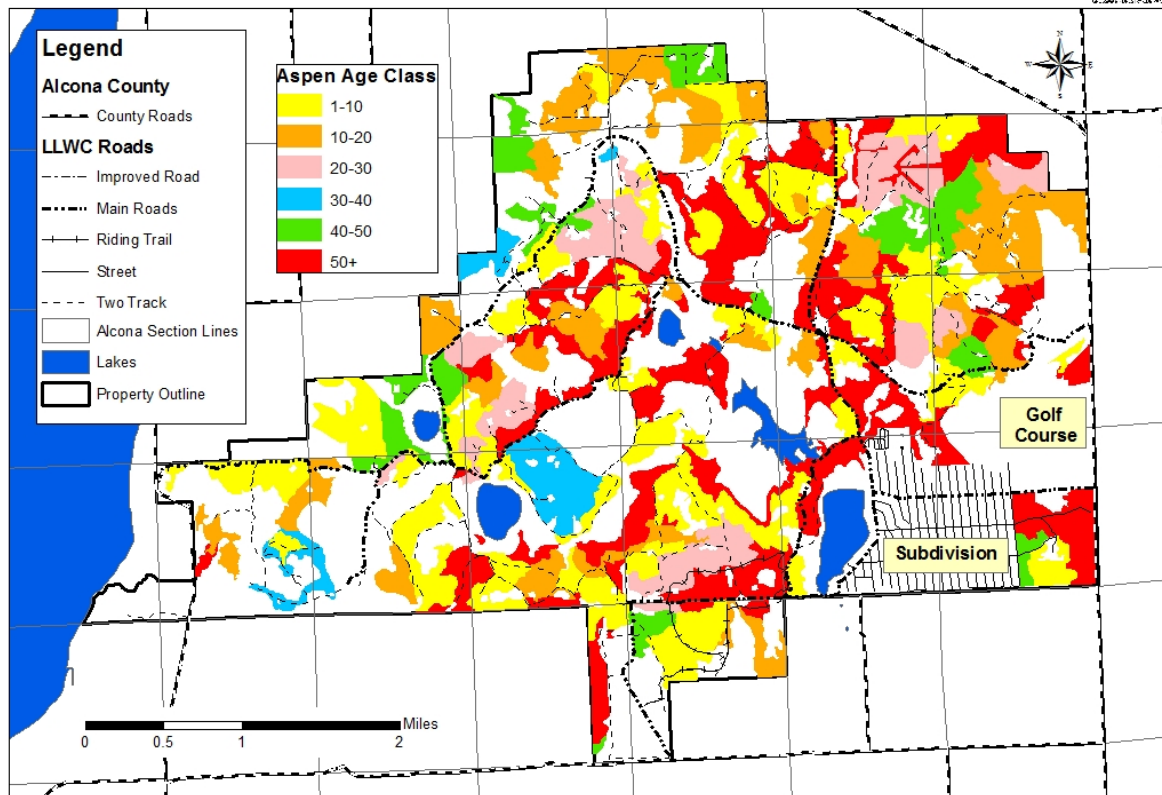 Legend
Alcona County
County Roads
LLWC Roads
Improved Road
Main Roads
Riding Trail
Street
Two Track
Alcona Section Lines
Lakes
Property Outline
Aspen Age Class
1-10
10-20
20-30
30-40
40-50
50+
N
W
E
S
Golf
Course
Subdivision
Miles
0
0.5
1
2